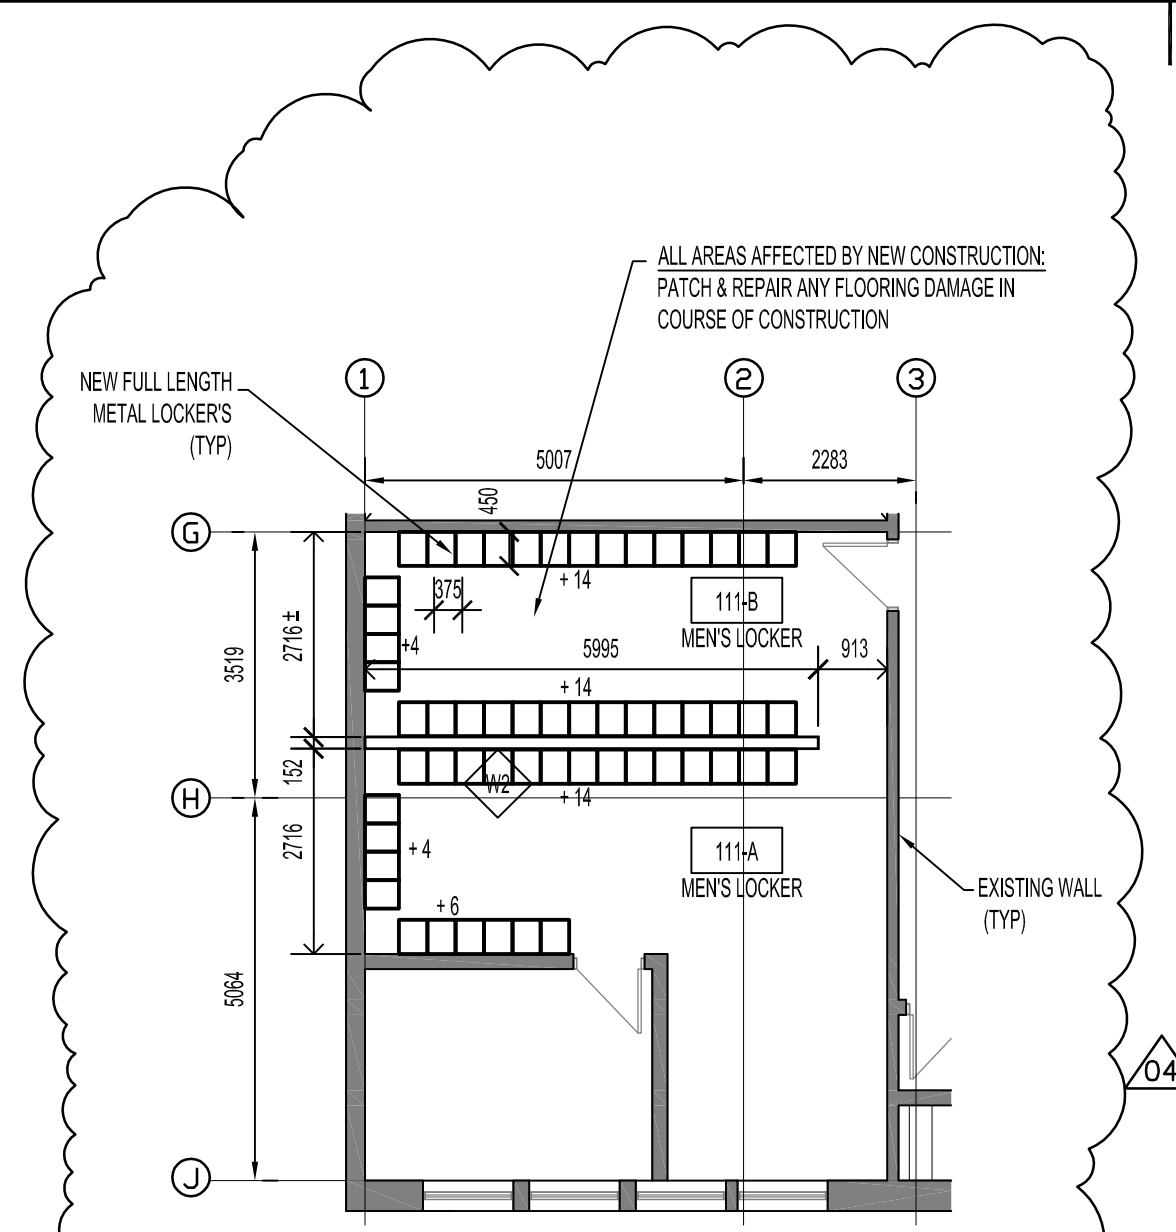 ALL AREAS AFFECTED BY NEW CONSTRUCTION:
PATCH & REPAIR ANY FLOORING DAMAGE IN
COURSE OF CONSTRUCTION
NEW FULL LENGTH
METAL LOCKER'S
(TYP)
1
2
3
5007
2283
450
G
+ 14
375
111-B
MEN'S LOCKER
2716 ±
+4
3519
5995
913
+ 14
152
W2
H
+ 14
2716
+ 4
111-A
MEN'S LOCKER
EXISTING WALL
(TYP)
+ 6
5064
04
J